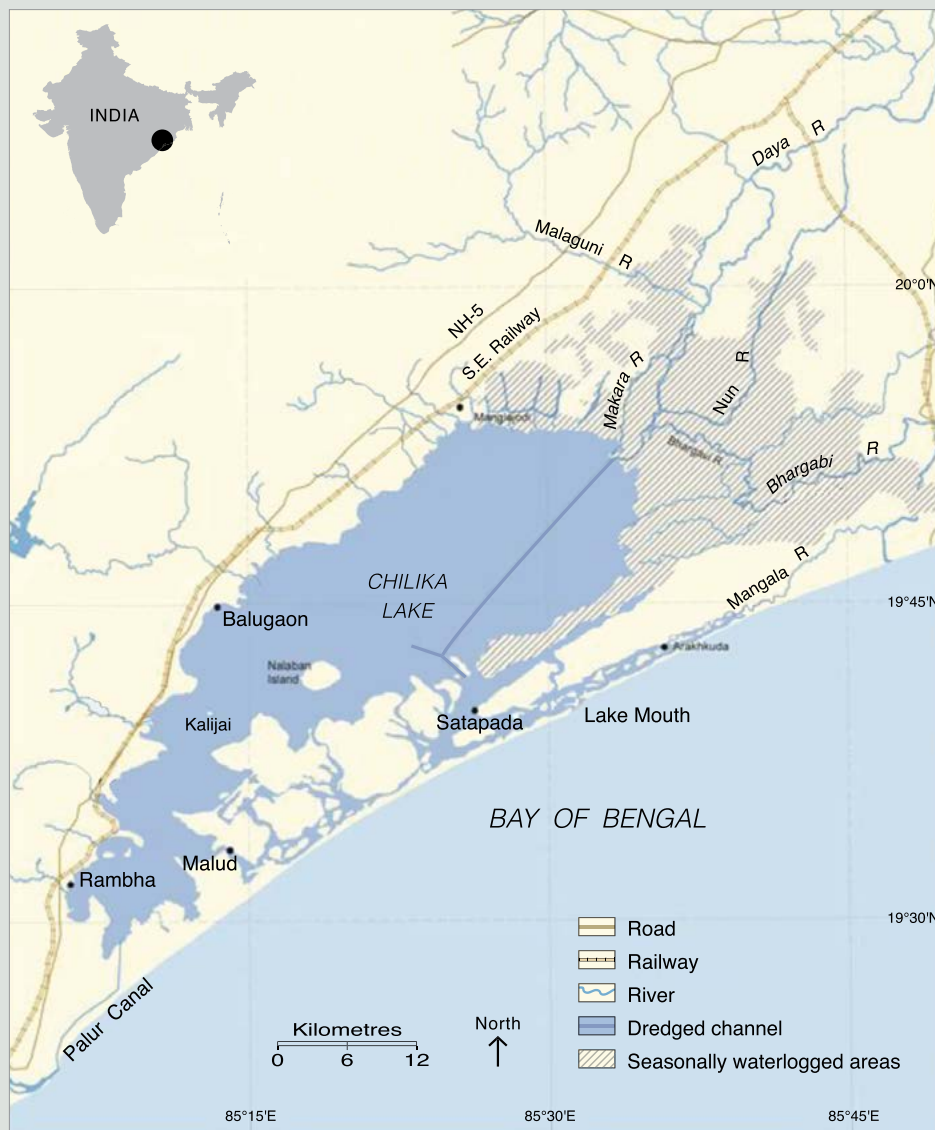 INDIA
Daya R
Malaguni R
20°0'N
NH-5
S.E. Railway
Makara R
Nun R
Bhargavi R
Bhargabi R
CHILIKA
LAKE
Mangala R
19°45'N
Balugaon
Arakhkuda
Nalaban
Island
Kalijai
Satapada
Lake Mouth
BAY OF BENGAL
Malud
Rambha
19°30'N
Palur Canal
Road
Railway
River
Dredged channel
Seasonally waterlogged areas
Kilometres
0 6 12
North
85°15'E
85°30'E
85°45'E